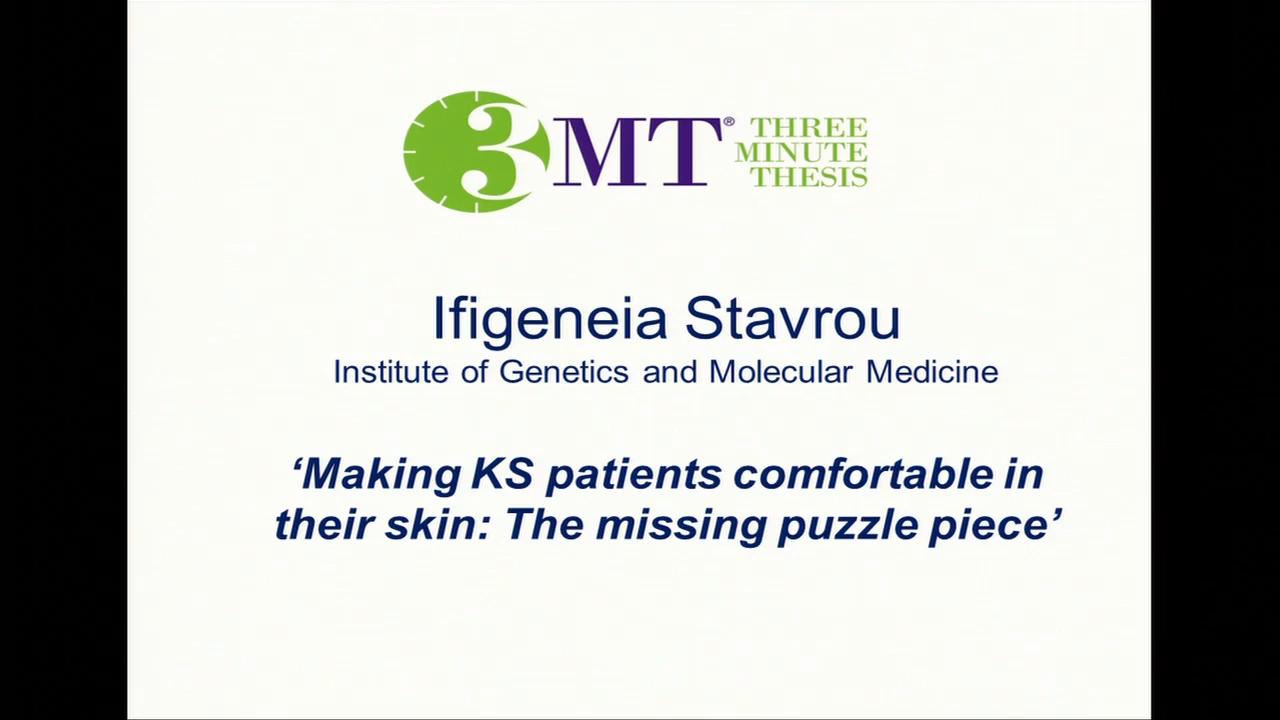 3MT® THREE
MINUTE
THESIS
Ifigeneia Stavrou
Institute of Genetics and Molecular Medicine
‘Making KS patients comfortable in
their skin: The missing puzzle piece’